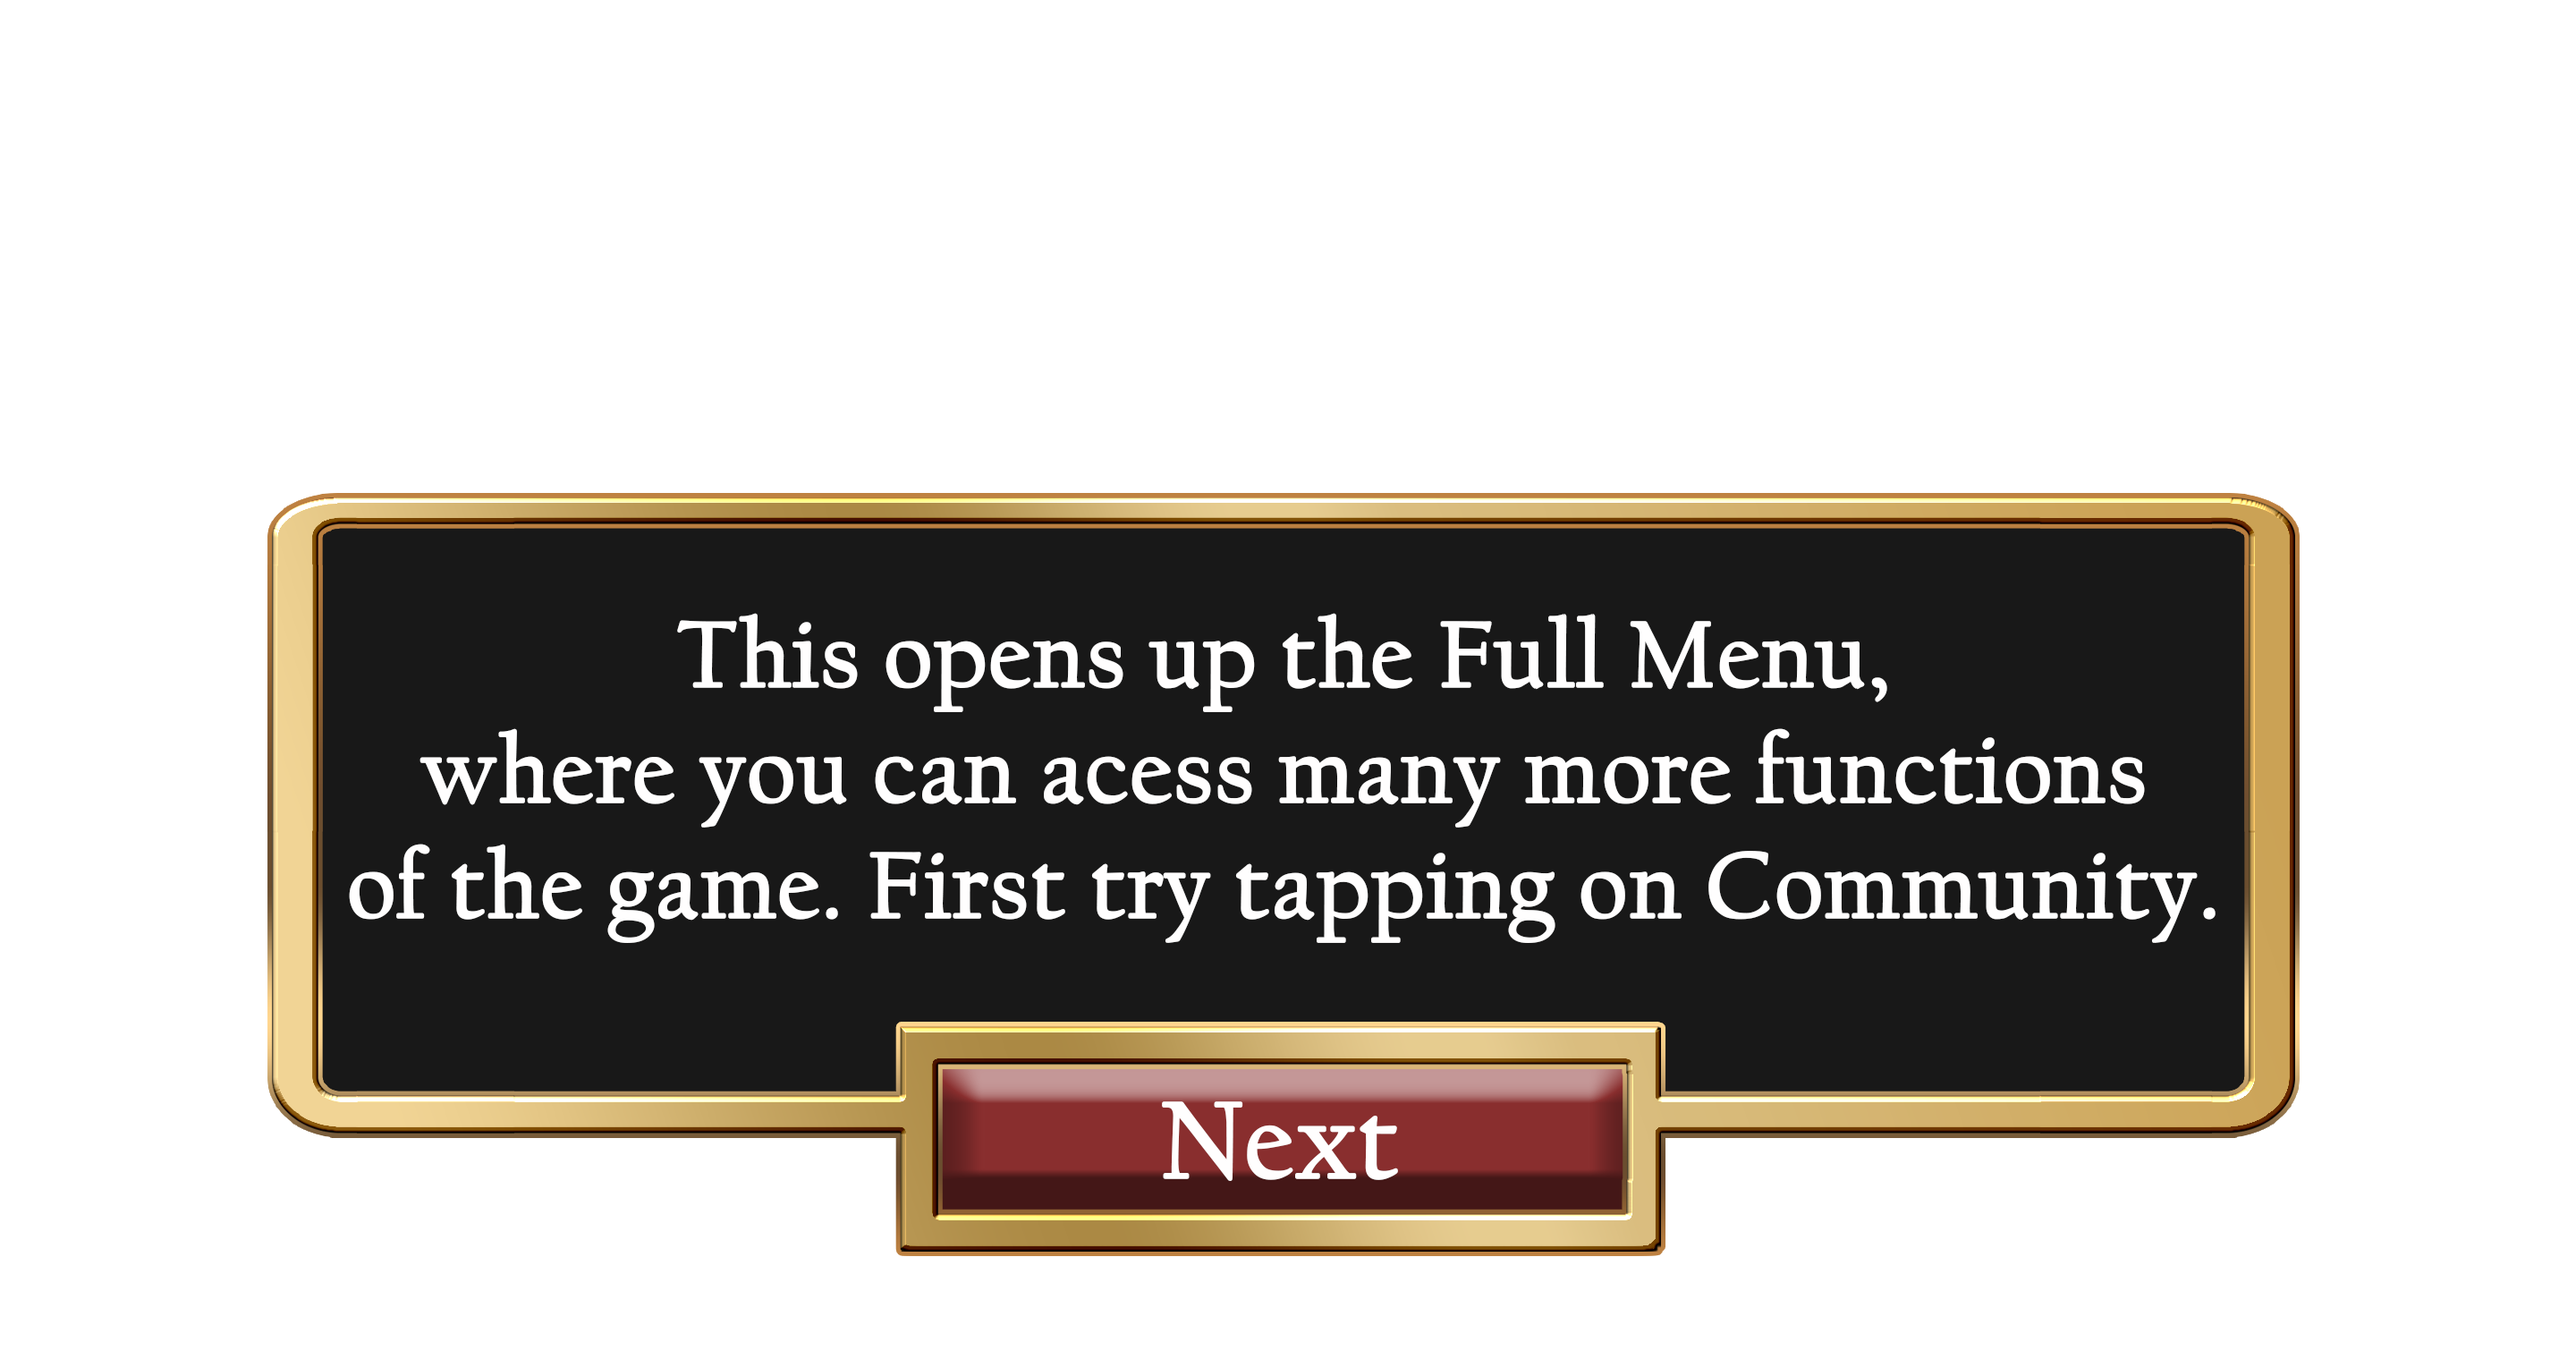 This opens up the Full Menu,
where you can acess many more functions
of the game. First try tapping on Community.
Next